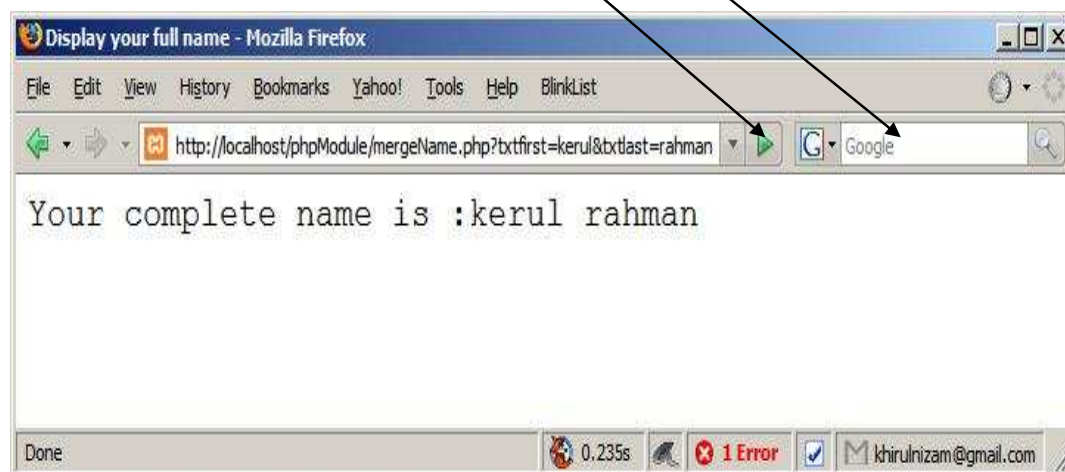 Display your full name - Mozilla Firefox
File Edit View History Bookmarks Yahoo! Tools Help BlinkList
http://localhost/phpModule/mergeName.php?txtfirst=kerul&txtlast=rahman G Google
Your complete name is :kerul rahman
Done 0.235s 1 Error khirulnizam@gmail.com